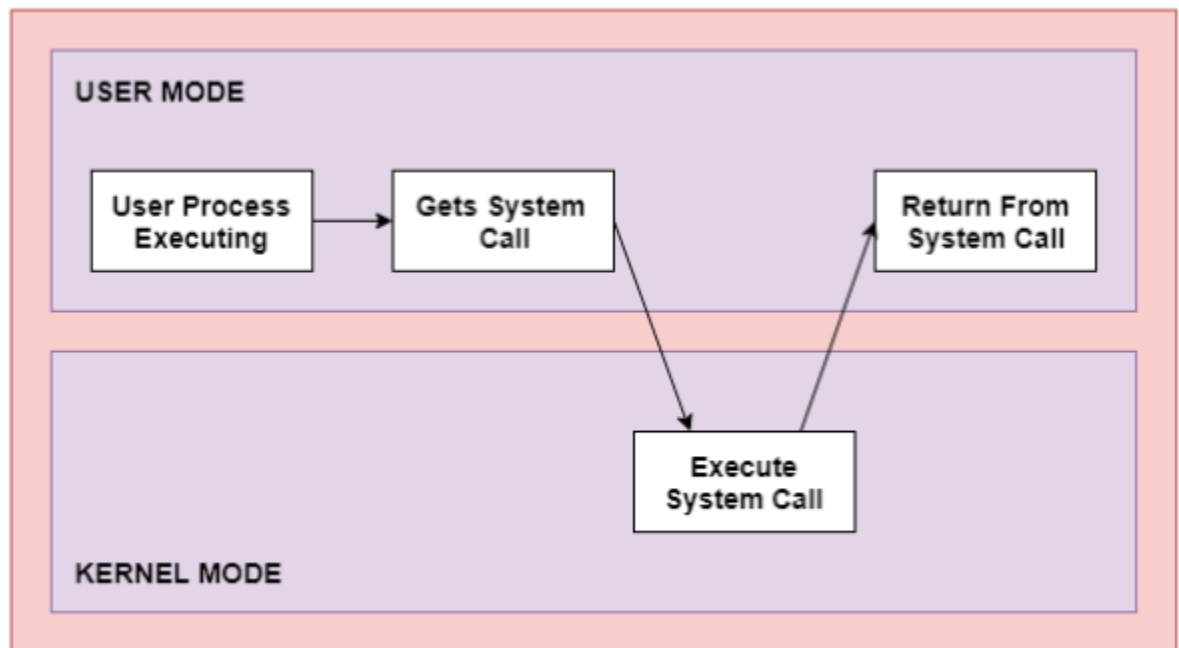 USER MODE
User Process
Executing
Gets System
Call
Return From
System Call
Execute
System Call
KERNEL MODE